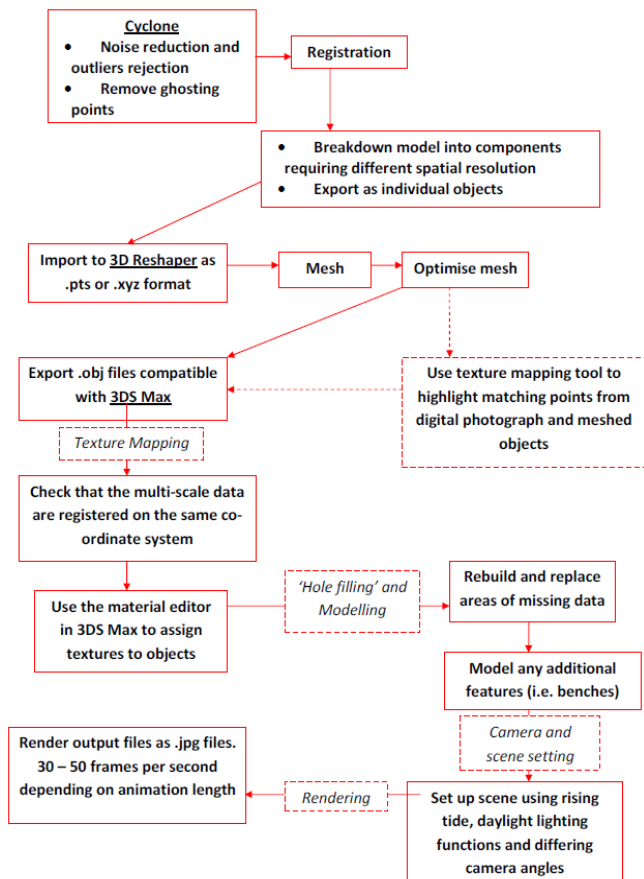 Cyclone
• Noise reduction and
outliers rejection
• Remove ghosting
points
Registration
• Breakdown model into components
requiring different spatial resolution
• Export as individual objects
Import to 3D Reshaper as
.pts or .xyz format
Mesh
Optimise mesh
Export .obj files compatible
with 3DS Max
Use texture mapping tool to
highlight matching points from
digital photograph and meshed
objects
Texture Mapping
Check that the multi-scale data
are registered on the same co-
ordinate system
Use the material editor
in 3DS Max to assign
textures to objects
‘Hole filling’ and
Modelling
Rebuild and replace
areas of missing data
Model any additional
features (i.e. benches)
Camera and
scene setting
Render output files as .jpg files.
30 – 50 frames per second
depending on animation length
Rendering
Set up scene using rising
tide, daylight lighting
functions and differing
camera angles